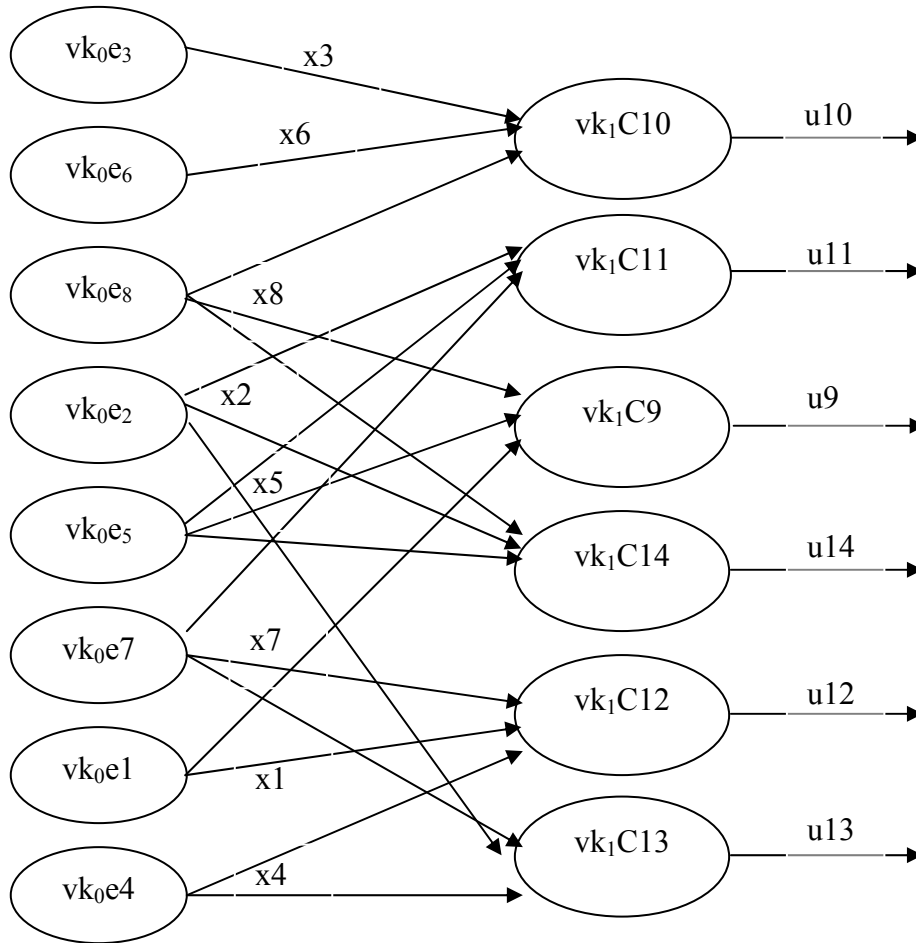 vk₀e₃
x3
vk₁C10
u10
x6
vk₀e₆
vk₁C11
u11
vk₀e₈
x8
x2
vk₀e₂
vk₁C9
u9
x5
vk₀e₅
vk₁C14
u14
vk₀e7
x7
vk₁C12
u12
vk₀e1
x1
vk₁C13
u13
vk₀e4
x4